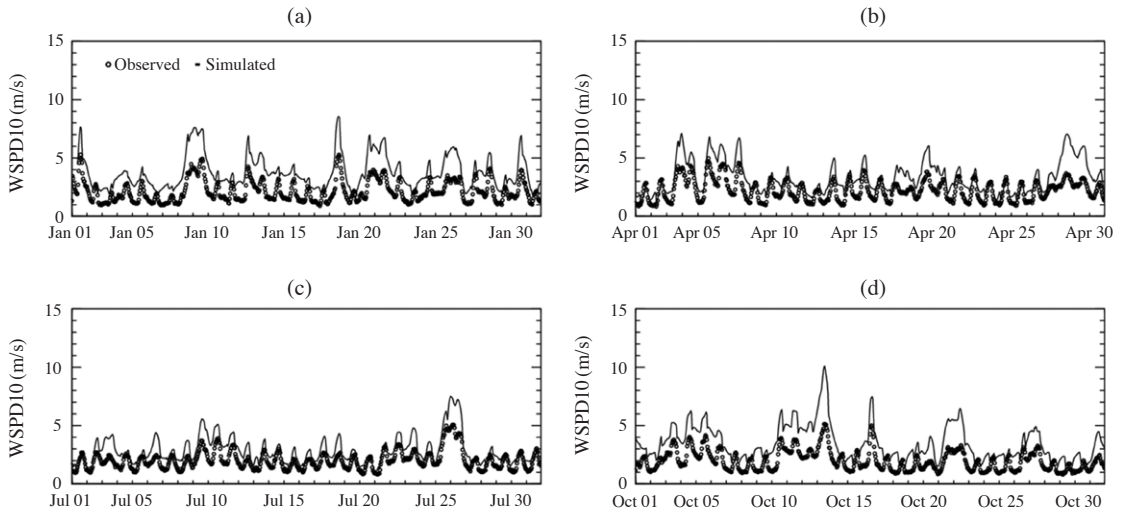 (a)
15
10
5
0
WSPD10 (m/s)
Observed Simulated
Jan 01 Jan 05 Jan 10 Jan 15 Jan 20 Jan 25 Jan 30
(b)
15
10
5
0
WSPD10 (m/s)
Apr 01 Apr 05 Apr 10 Apr 15 Apr 20 Apr 25 Apr 30
(c)
15
10
5
0
WSPD10 (m/s)
Jul 01 Jul 05 Jul 10 Jul 15 Jul 20 Jul 25 Jul 30
(d)
15
10
5
0
WSPD10 (m/s)
Oct 01 Oct 05 Oct 10 Oct 15 Oct 20 Oct 25 Oct 30